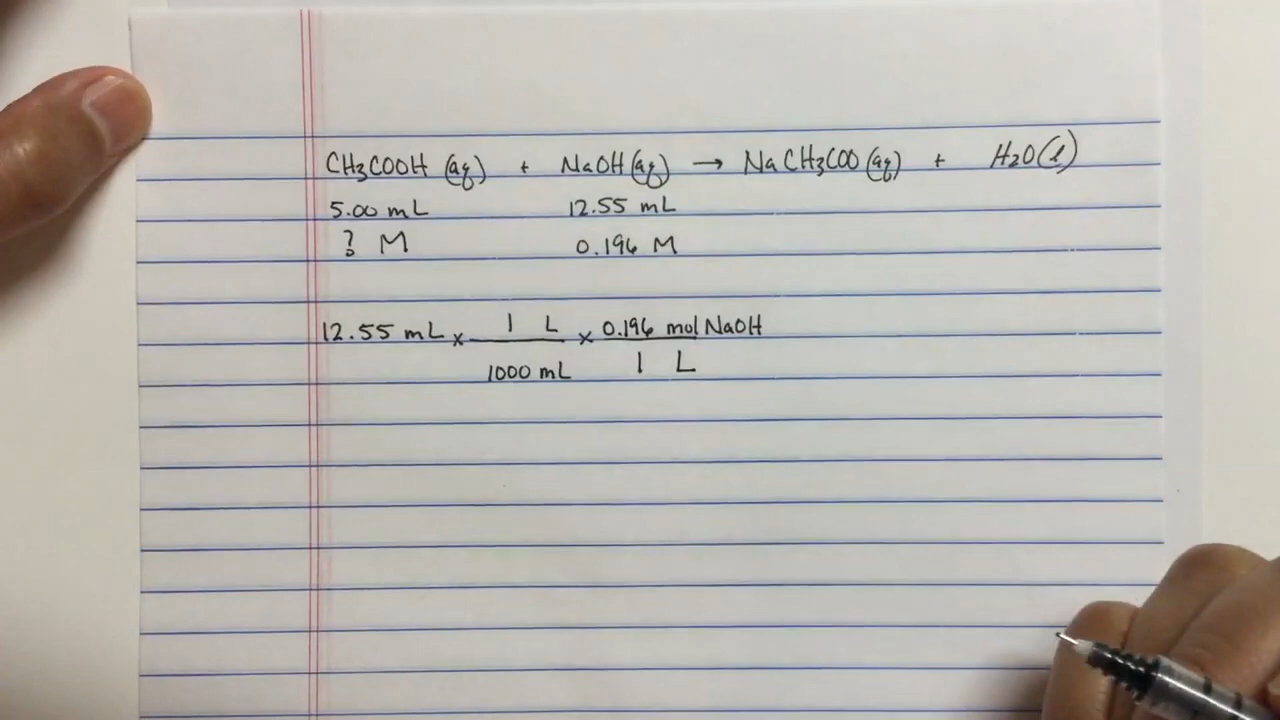 CH3COOH (aq) + NaOH (aq) → NaCH3COO (aq) + H2O (l)
5.00 mL 12.55 mL
? M 0.196 M
12.55 mL × 1 L × 0.196 mol NaOH
1000 mL 1 L